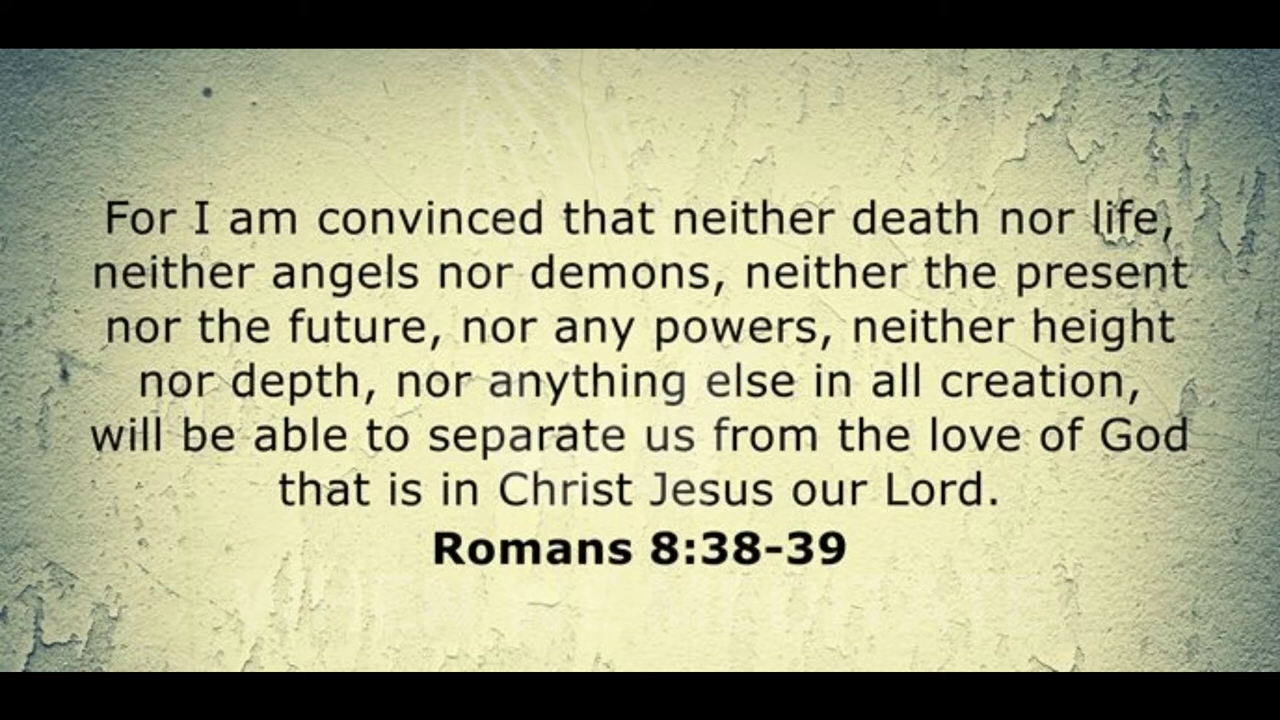 For I am convinced that neither death nor life,
neither angels nor demons, neither the present
nor the future, nor any powers, neither height
nor depth, nor anything else in all creation,
will be able to separate us from the love of God
that is in Christ Jesus our Lord.
Romans 8:38-39